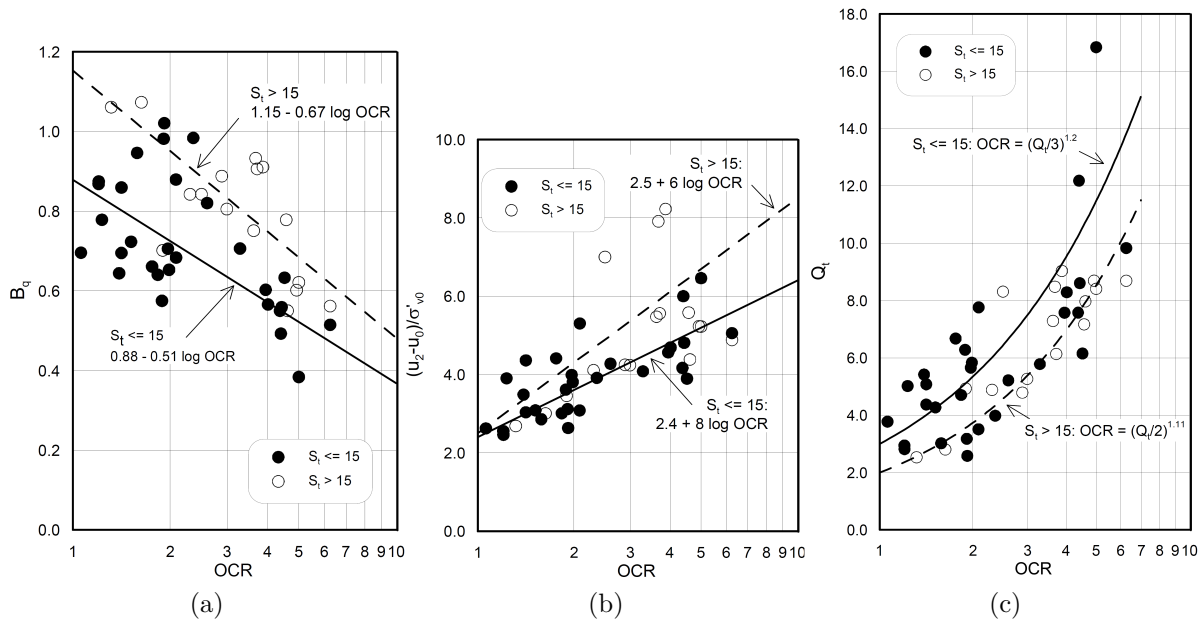 1.2
1.0
0.8
0.6
0.4
0.2
0.0
B_q
1 2 3 4 5 6 7 8 9 10
OCR
S_t > 15
1.15 - 0.67 log OCR
S_t <= 15
0.88 - 0.51 log OCR
S_t <= 15
S_t > 15
(a)
10.0
8.0
6.0
4.0
2.0
0.0
(u_2-u_0)/σ'_v0
1 2 3 4 5 6 7 8 9 10
OCR
S_t <= 15
S_t > 15
S_t > 15:
2.5 + 6 log OCR
S_t <= 15:
2.4 + 8 log OCR
(b)
18.0
16.0
14.0
12.0
10.0
8.0
6.0
4.0
2.0
0.0
Q_t
1 2 3 4 5 6 7 8 9 10
OCR
S_t <= 15
S_t > 15
S_t <= 15: OCR = (Q_t/3)^1.2
S_t > 15: OCR = (Q_t/2)^1.11
(c)